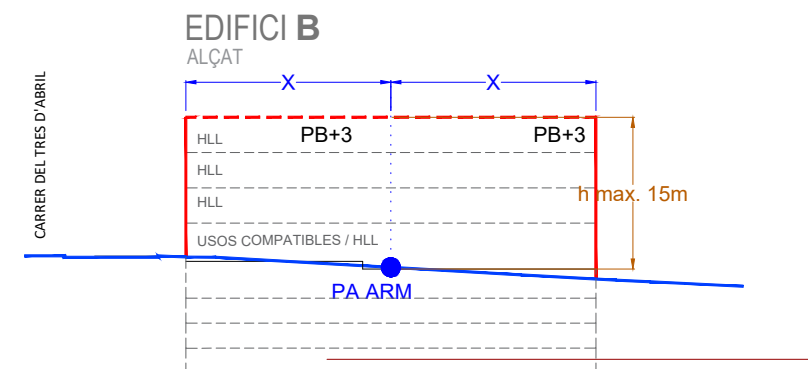 EDIFICI B
ALÇAT
CARRER DEL TRES D'ABRIL
X X
HLL PB+3 PB+3
HLL
HLL
h max. 15m
USOS COMPATIBLES / HLL
PA ARM